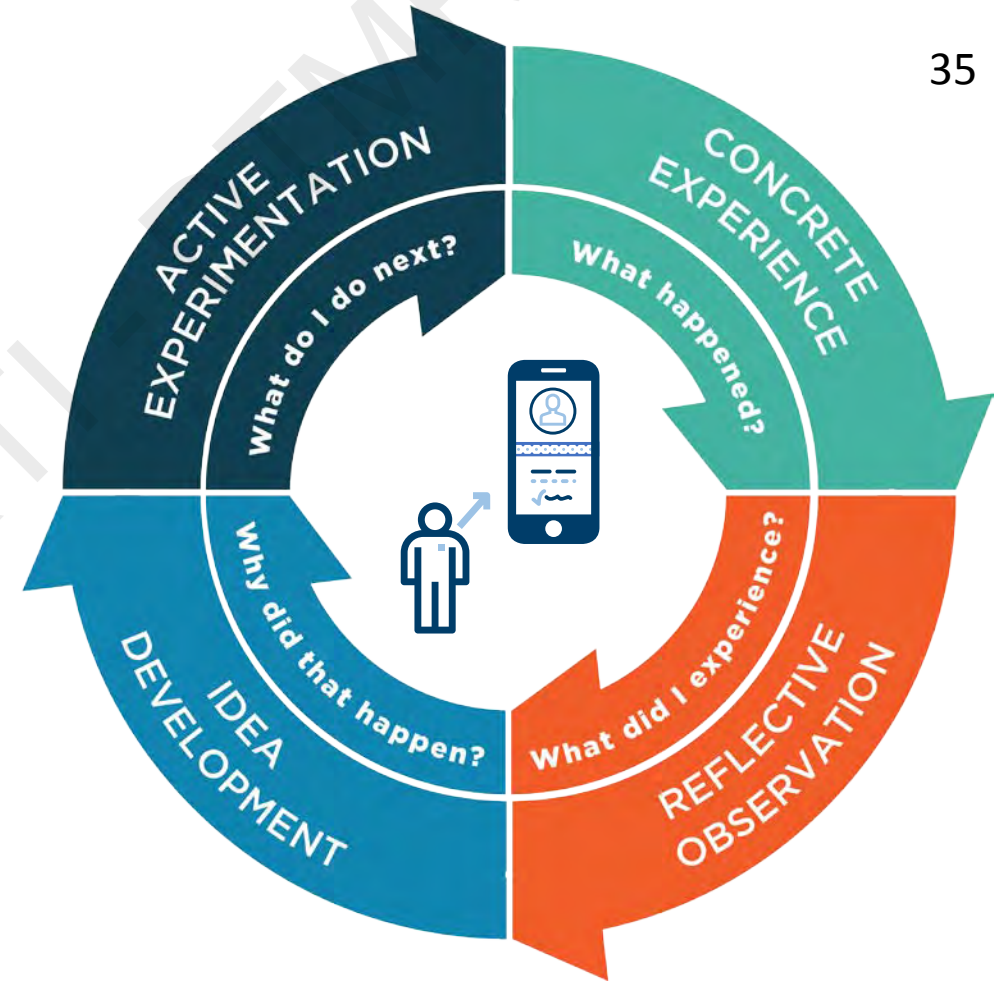 35
CONCRETE
EXPERIENCE
What happened?
REFLECTIVE
OBSERVATION
What did I experience?
IDEA
DEVELOPMENT
Why did that happen?
ACTIVE
EXPERIMENTATION
What do I do next?